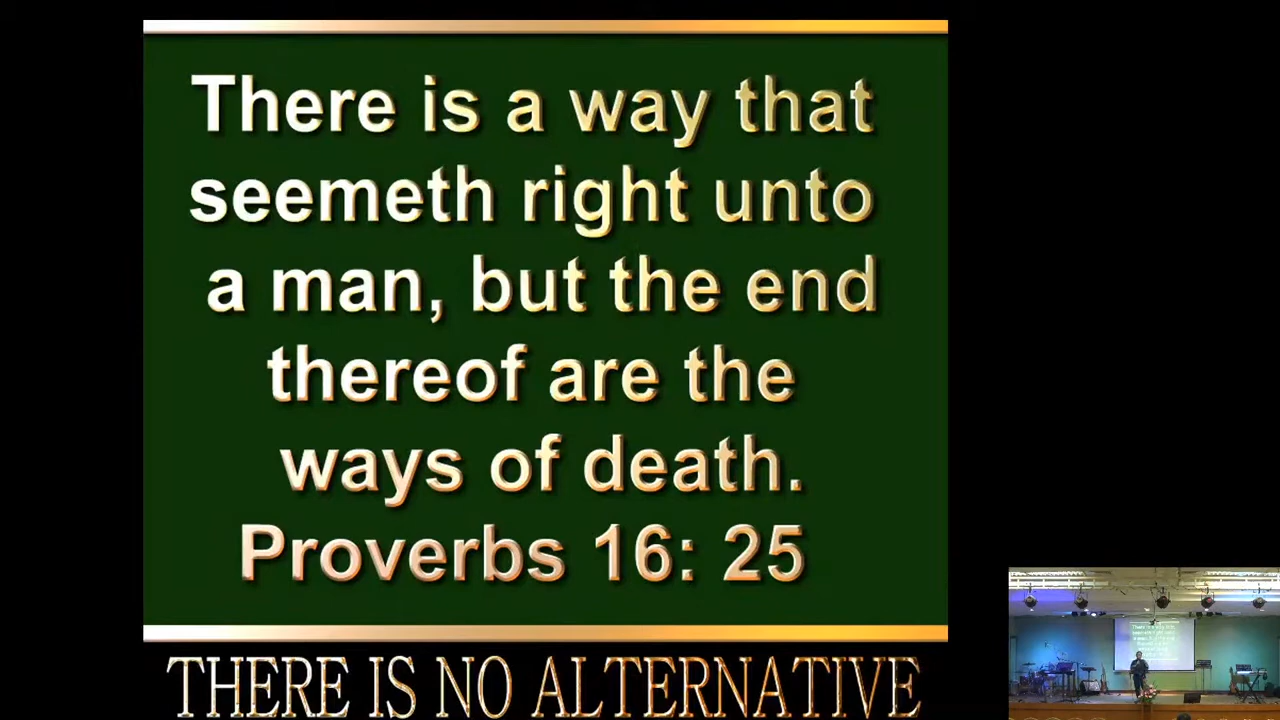 There is a way that
seemeth right unto
a man, but the end
thereof are the
ways of death.
Proverbs 16: 25
THERE IS NO ALTERNATIVE